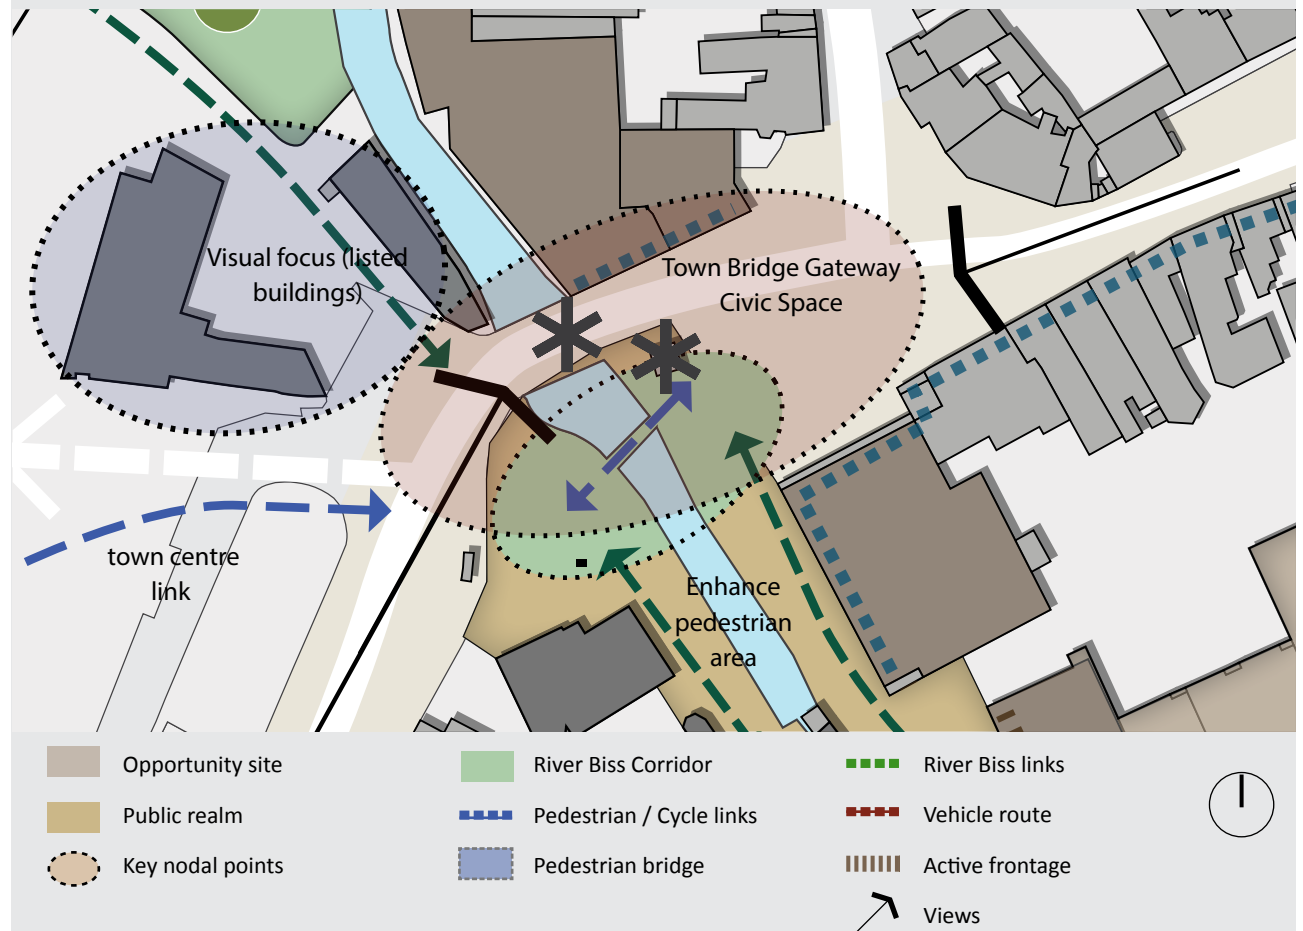 Visual focus (listed
buildings)
Town Bridge Gateway
Civic Space
town centre
link
Enhance
pedestrian
area
Opportunity site
Public realm
Key nodal points
River Biss Corridor
Pedestrian / Cycle links
Pedestrian bridge
River Biss links
Vehicle route
Active frontage
Views